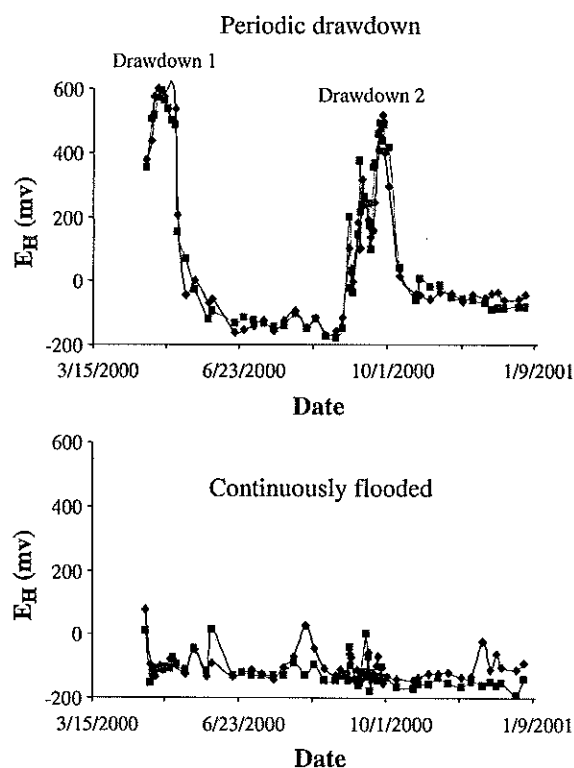 Periodic drawdown
Drawdown 1
Drawdown 2
600
400
200
0
-200
E_H (mv)
3/15/2000 6/23/2000 10/1/2000 1/9/2001
Date
Continuously flooded
600
400
200
0
-200
E_H (mv)
3/15/2000 6/23/2000 10/1/2000 1/9/2001
Date